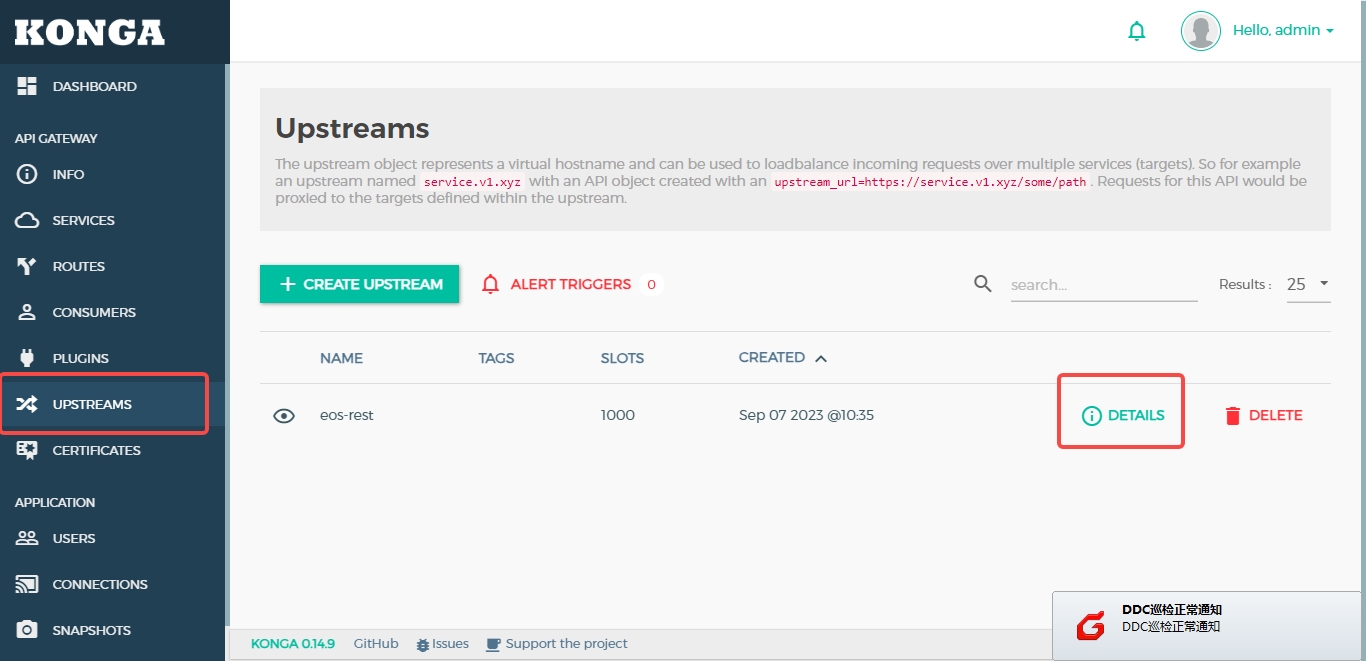 KONGA
Hello, admin
DASHBOARD
API GATEWAY
INFO
SERVICES
ROUTES
CONSUMERS
PLUGINS
UPSTREAMS
CERTIFICATES
APPLICATION
USERS
CONNECTIONS
SNAPSHOTS
Upstreams
The upstream object represents a virtual hostname and can be used to loadbalance incoming requests over multiple services (targets). So for example
an upstream named service.v1.xyz with an API object created with an upstream_url=https://service.v1.xyz/some/path. Requests for this API would be
proxied to the targets defined within the upstream.
+ CREATE UPSTREAM
ALERT TRIGGERS 0
search...
Results : 25
NAME TAGS SLOTS CREATED
eos-rest 1000 Sep 07 2023 @10:35 DETAILS DELETE
KONGA 0.14.9 GitHub Issues Support the project
DDC巡检正常通知
DDC巡检正常通知